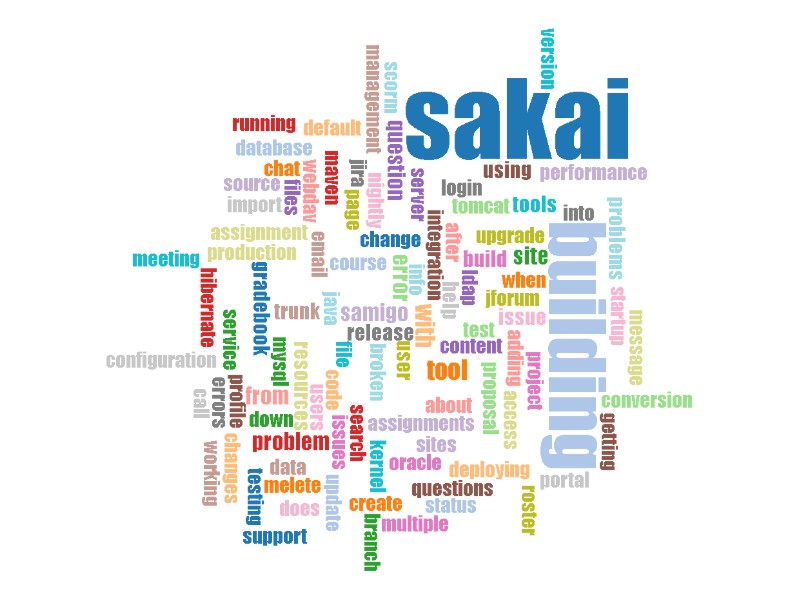 version
management
scorm
sakai
running
default
question
database
maven
jira
using
performance
chat
webdav
nightly
server
source
files
page
login
import
tomcat
tools
into
problems
integration
after
assignment
email
change
upgrade
building
production
meeting
course
error
info
build
site
hibernate
gradebook
help
ldap
when
java
jforum
startup
trunk
samigo
with
issue
service
release
test
message
mysql
file
broken
user
content
adding
configuration
resources
tool
project
code
proposal
errors
profile
call
from
users
access
conversion
search
about
down
issues
assignments
getting
changes
problem
working
kernel
sites
data
oracle
deploying
testing
melete
update
questions
portal
does
create
status
roster
branch
multiple
support